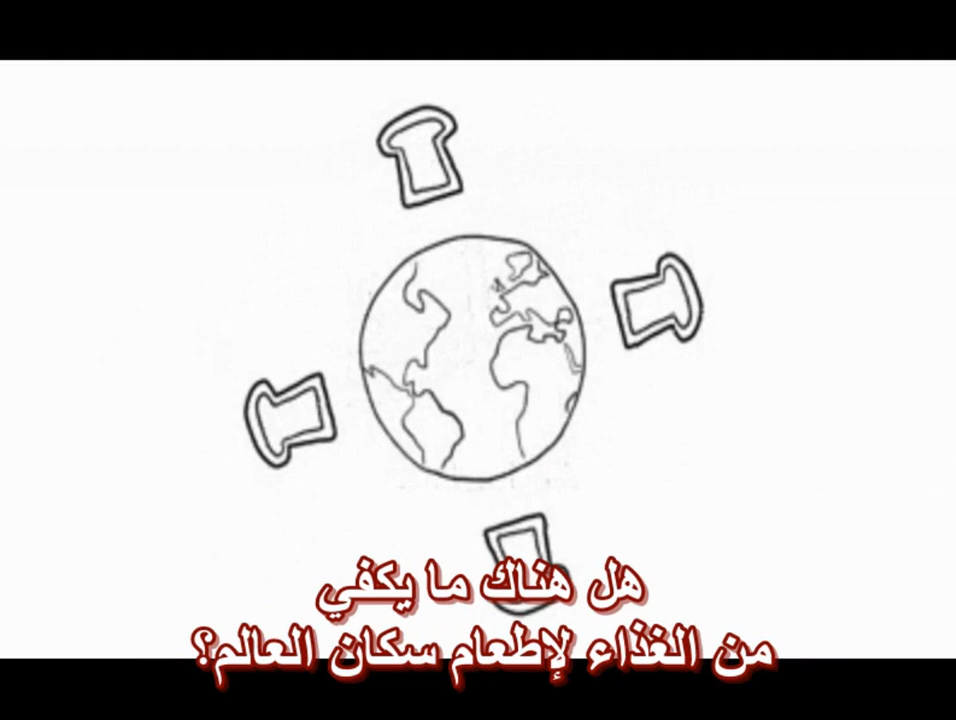 هل هناك ما يكفي
من الغذاء لإطعام سكان العالم؟